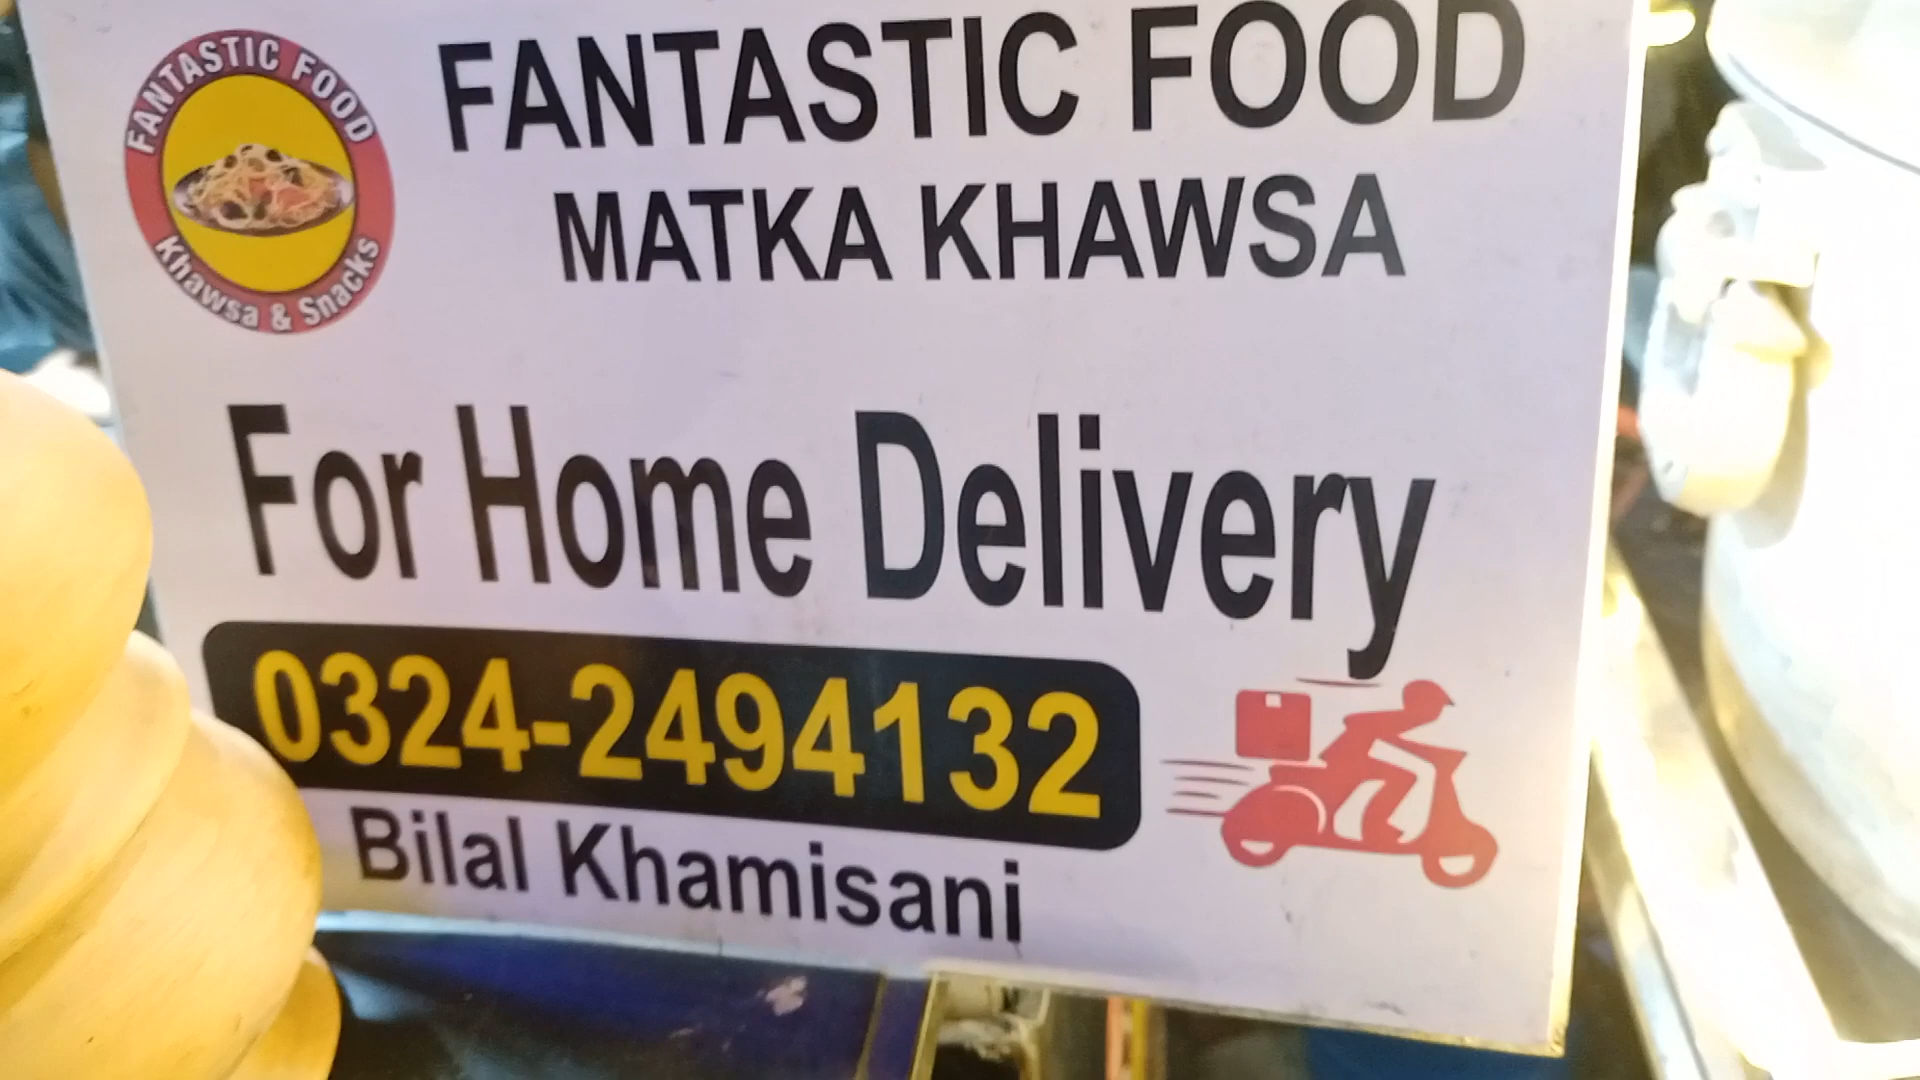 FANTASTIC FOOD
Khawsa & Snacks
FANTASTIC FOOD
MATKA KHAWSA
For Home Delivery
0324-2494132
Bilal Khamisani